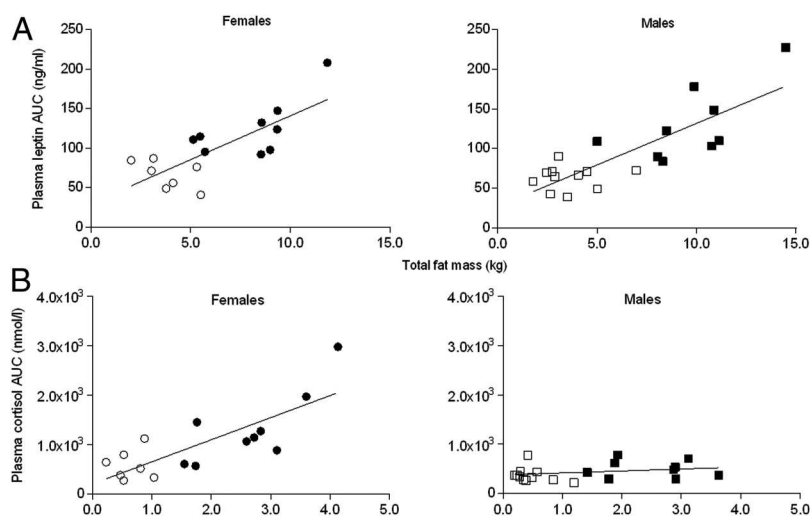 A
Females
Males
Plasma leptin AUC (ng/ml)
250
200
150
100
50
0
0.0
5.0
10.0
15.0
250
200
150
100
50
0
0.0
5.0
10.0
15.0
Total fat mass (kg)
B
Females
Males
Plasma cortisol AUC (nmol/l)
4.0x10³
3.0x10³
2.0x10³
1.0x10³
0
0.0
1.0
2.0
3.0
4.0
5.0
4.0x10³
3.0x10³
2.0x10³
1.0x10³
0
0.0
1.0
2.0
3.0
4.0
5.0